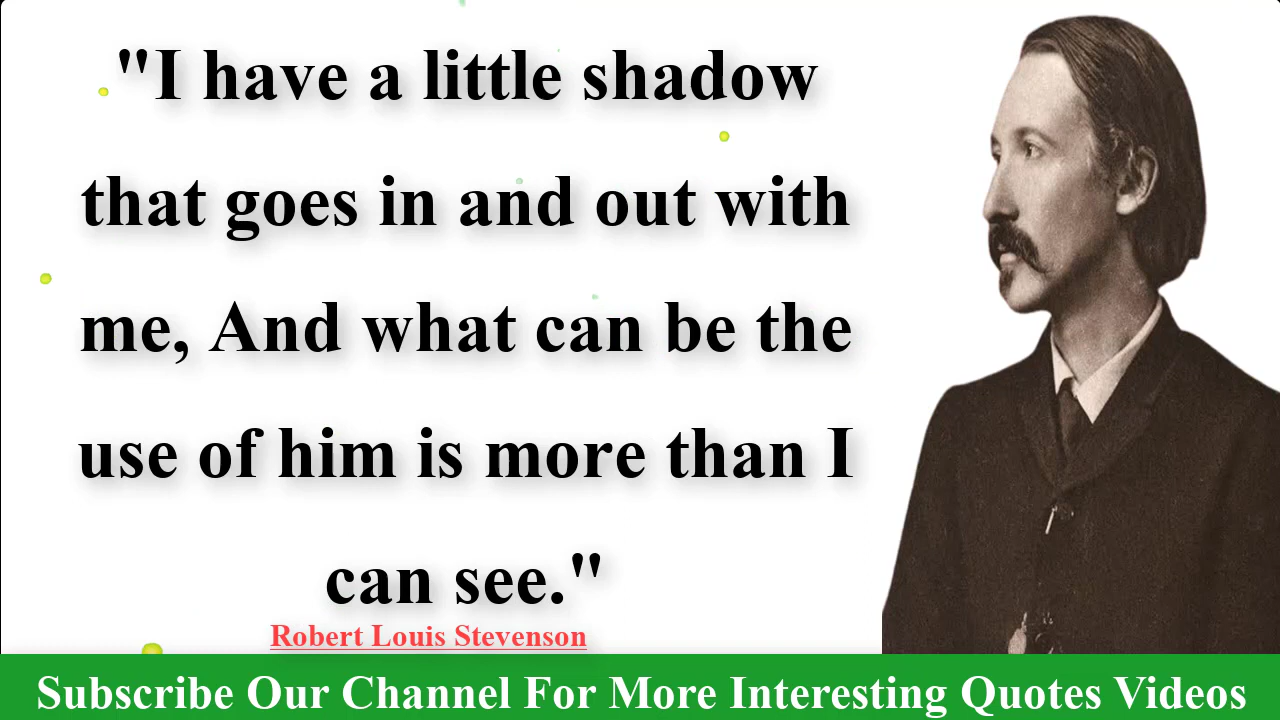 "I have a little shadow
that goes in and out with
me, And what can be the
use of him is more than I
can see."
Robert Louis Stevenson
Subscribe Our Channel For More Interesting Quotes Videos